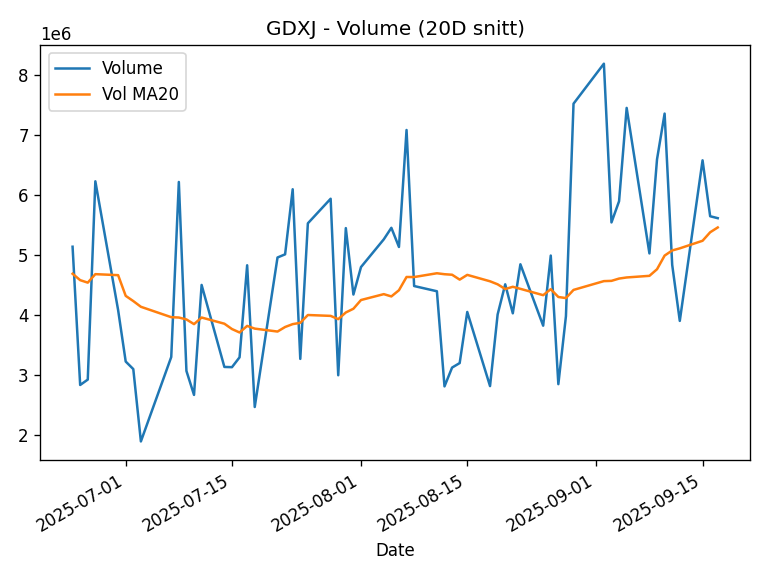 GDXJ - Volume (20D snitt)
1e6
Volume
Vol MA20
8
7
6
5
4
3
2
2025-07-01
2025-07-15
2025-08-01
2025-08-15
2025-09-01
2025-09-15
Date